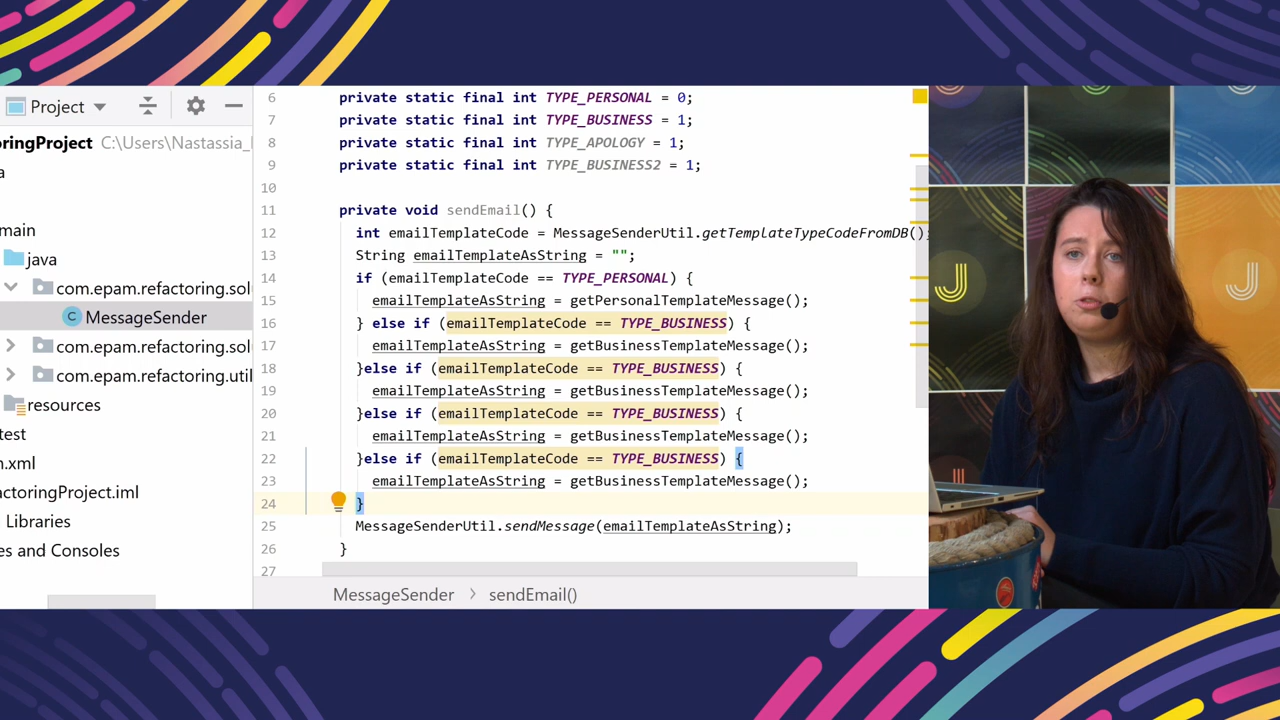 Project
oringProject C:\Users\Nastassia_
a
main
java
com.epam.refactoring.sol
MessageSender
com.epam.refactoring.sol
com.epam.refactoring.util
resources
test
n.xml
actoringProject.iml
Libraries
es and Consoles
6 private static final int TYPE_PERSONAL = 0;
7 private static final int TYPE_BUSINESS = 1;
8 private static final int TYPE_APOLOGY = 1;
9 private static final int TYPE_BUSINESS2 = 1;
10
11 private void sendEmail() {
12 int emailTemplateCode = MessageSenderUtil.getTemplateTypeCodeFromDB();
13 String emailTemplateAsString = "";
14 if (emailTemplateCode == TYPE_PERSONAL) {
15 emailTemplateAsString = getPersonalTemplateMessage();
16 } else if (emailTemplateCode == TYPE_BUSINESS) {
17 emailTemplateAsString = getBusinessTemplateMessage();
18 }else if (emailTemplateCode == TYPE_BUSINESS) {
19 emailTemplateAsString = getBusinessTemplateMessage();
20 }else if (emailTemplateCode == TYPE_BUSINESS) {
21 emailTemplateAsString = getBusinessTemplateMessage();
22 }else if (emailTemplateCode == TYPE_BUSINESS) {
23 emailTemplateAsString = getBusinessTemplateMessage();
24 }
25 MessageSenderUtil.sendMessage(emailTemplateAsString);
26 }
27
MessageSender > sendEmail()